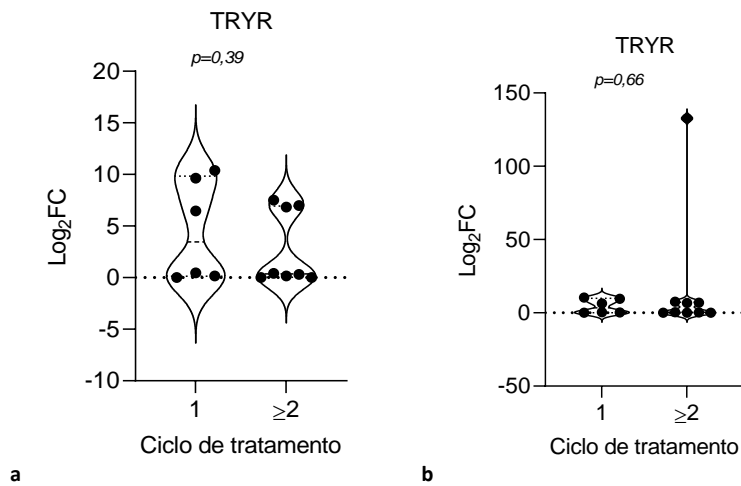 TRYR
p=0,39
20
15
10
5
0
-5
-10
Log₂FC
1
≥2
Ciclo de tratamento
a
TRYR
p=0,66
150
100
50
0
-50
Log₂FC
1
≥2
Ciclo de tratamento
b